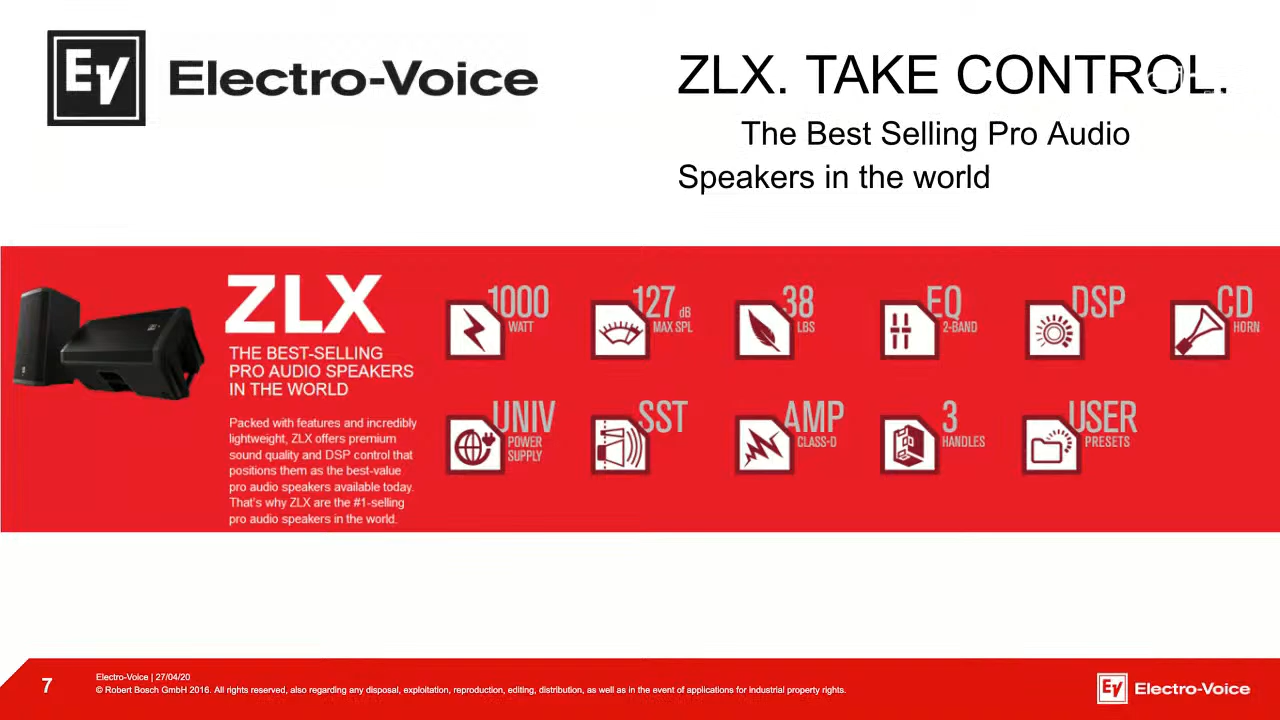 EV Electro-Voice
ZLX. TAKE CONTROL.
The Best Selling Pro Audio
Speakers in the world
ZLX
THE BEST-SELLING
PRO AUDIO SPEAKERS
IN THE WORLD
Packed with features and incredibly
lightweight, ZLX offers premium
sound quality and DSP control that
positions them as the best-value
pro audio speakers available today.
That's why ZLX are the #1-selling
pro audio speakers in the world.
1000
WATT
127 dB
MAX SPL
38
LBS
EQ
2-BAND
DSP
CD
HORN
UNIV
POWER
SUPPLY
SST
AMP
CLASS-D
3
HANDLES
USER
PRESETS
7
Electro-Voice | 27/04/20
© Robert Bosch GmbH 2016. All rights reserved, also regarding any disposal, exploitation, reproduction, editing, distribution, as well as in the event of applications for industrial property rights.
EV Electro-Voice